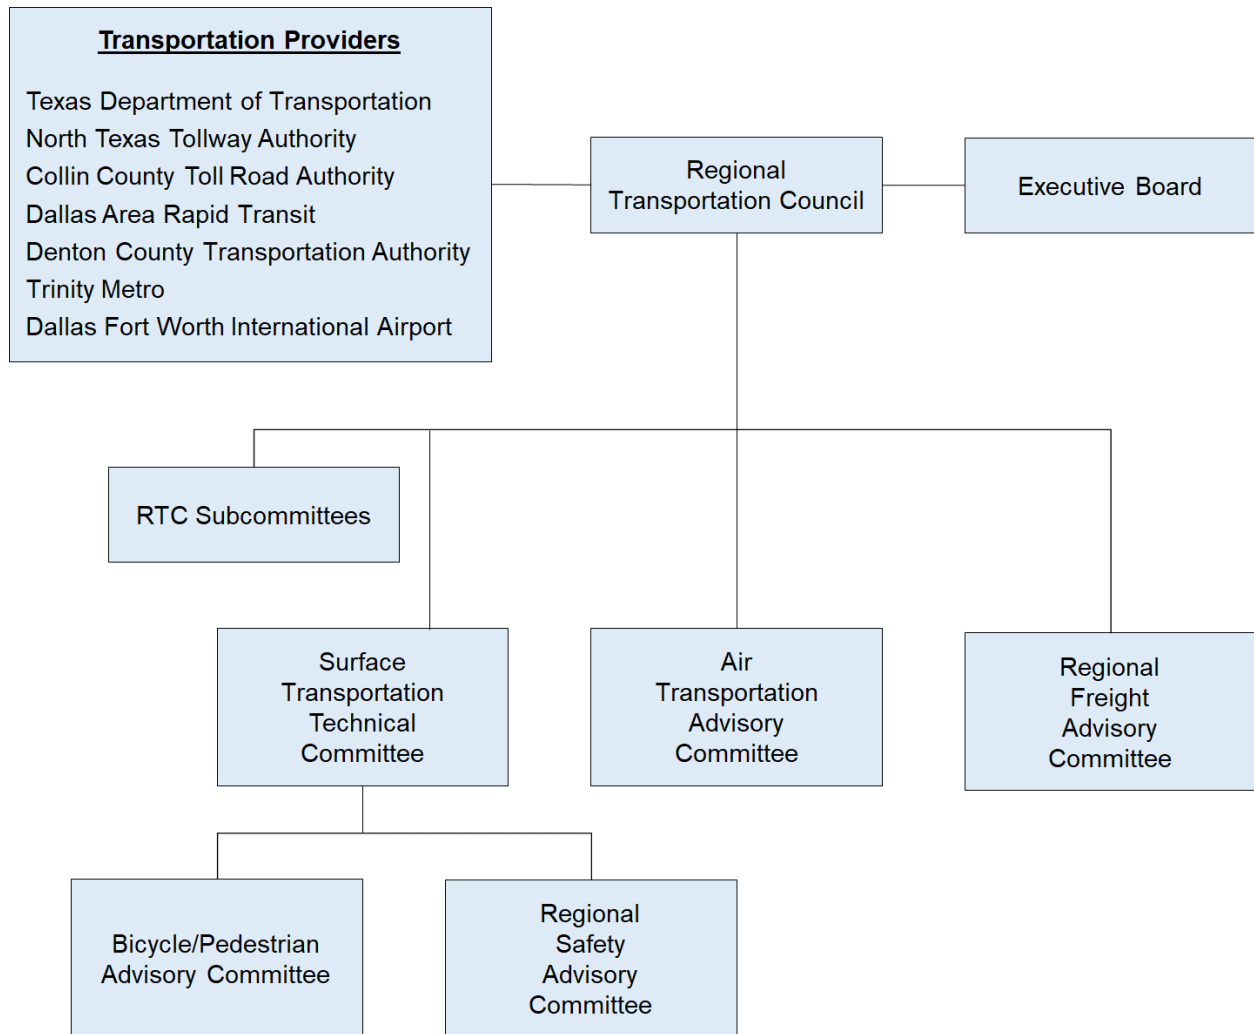 Transportation Providers
Texas Department of Transportation
North Texas Tollway Authority
Collin County Toll Road Authority
Dallas Area Rapid Transit
Denton County Transportation Authority
Trinity Metro
Dallas Fort Worth International Airport
Regional
Transportation Council
Executive Board
RTC Subcommittees
Surface
Transportation
Technical
Committee
Air
Transportation
Advisory
Committee
Regional
Freight
Advisory
Committee
Bicycle/Pedestrian
Advisory Committee
Regional
Safety
Advisory
Committee